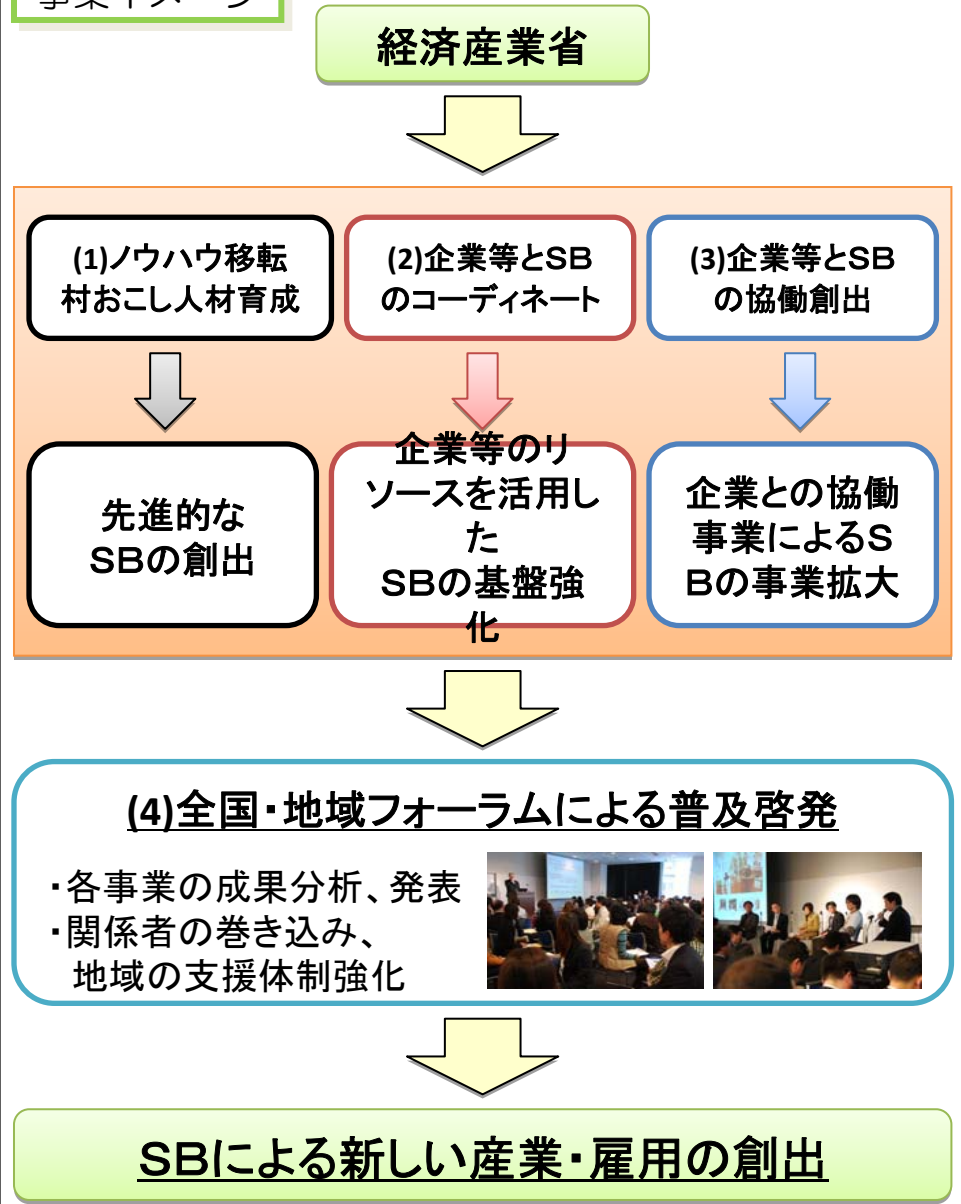 事業イメージ
経済産業省
(1)ノウハウ移転
村おこし人材育成
(2)企業等とSB
のコーディネート
(3)企業等とSB
の協働創出
先進的な
SBの創出
企業等のリ
ソースを活用し
た
SBの基盤強
化
企業との協働
事業によるS
Bの事業拡大
(4)全国・地域フォーラムによる普及啓発
・各事業の成果分析、発表
・関係者の巻き込み、
地域の支援体制強化
SBによる新しい産業・雇用の創出